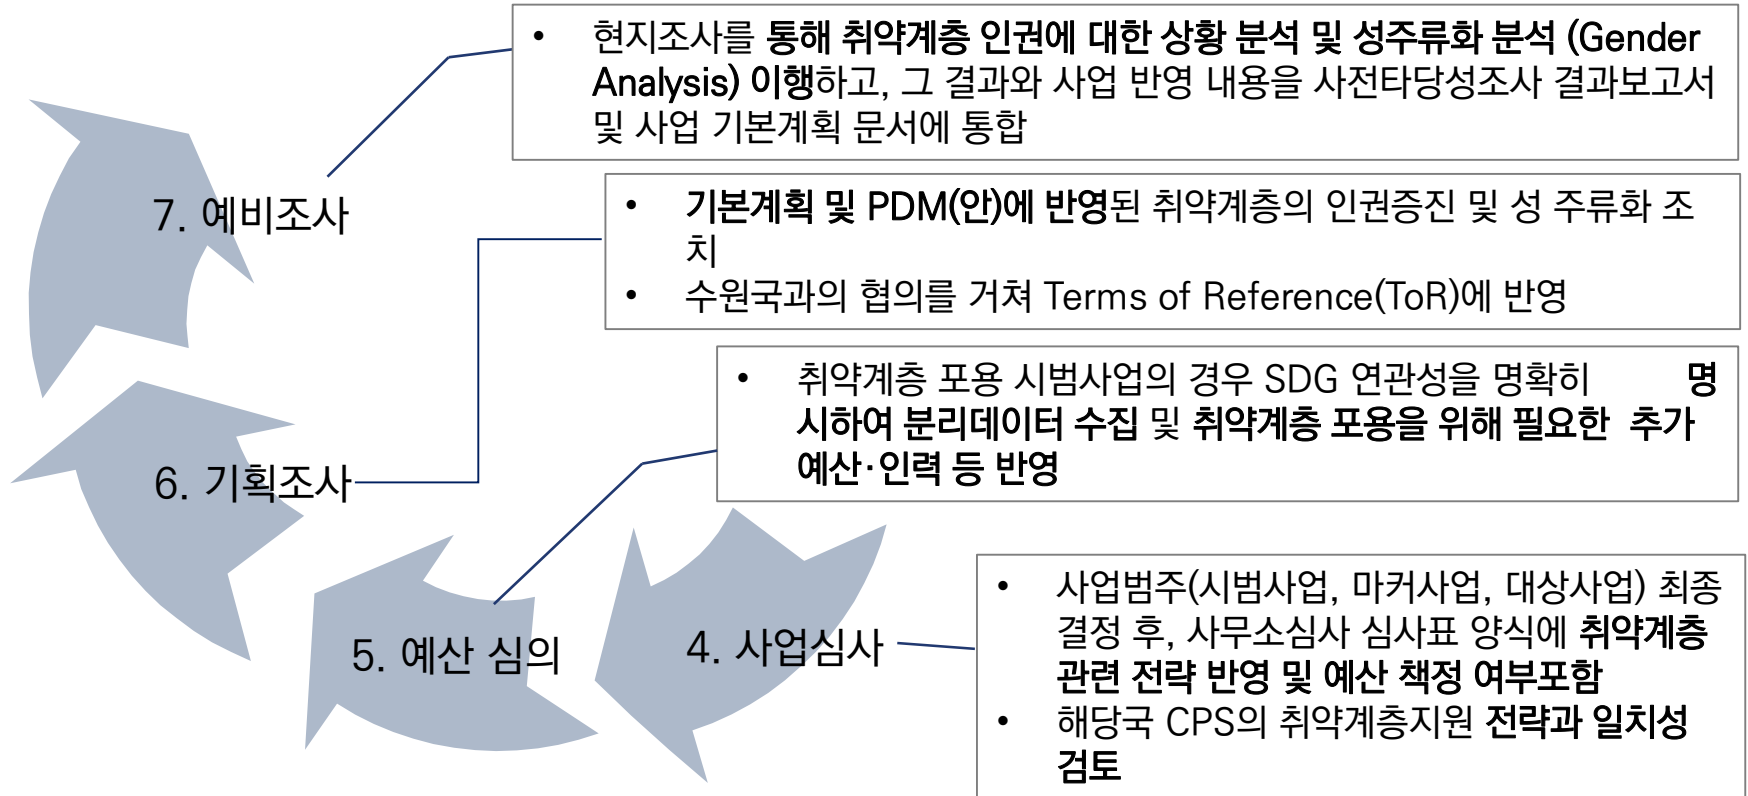 • 현지조사를 통해 취약계층 인권에 대한 상황 분석 및 성주류화 분석 (Gender
Analysis) 이행하고, 그 결과와 사업 반영 내용을 사전타당성조사 결과보고서
및 사업 기본계획 문서에 통합
7. 예비조사
• 기본계획 및 PDM(안)에 반영된 취약계층의 인권증진 및 성 주류화 조
치
• 수원국과의 협의를 거쳐 Terms of Reference(ToR)에 반영
6. 기획조사
• 취약계층 포용 시범사업의 경우 SDG 연관성을 명확히 명
시하여 분리데이터 수집 및 취약계층 포용을 위해 필요한 추가
예산·인력 등 반영
5. 예산 심의
4. 사업심사
• 사업범주(시범사업, 마커사업, 대상사업) 최종
결정 후, 사무소심사 심사표 양식에 취약계층
관련 전략 반영 및 예산 책정 여부포함
• 해당국 CPS의 취약계층지원 전략과 일치성
검토